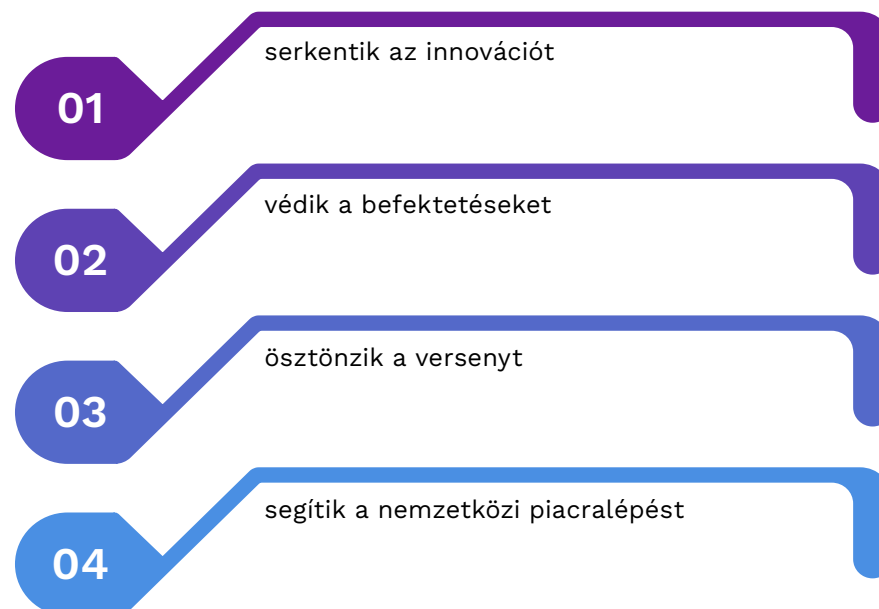 01
serkentik az innovációt
02
védik a befektetéseket
03
ösztönzik a versenyt
04
segítik a nemzetközi piacralépést